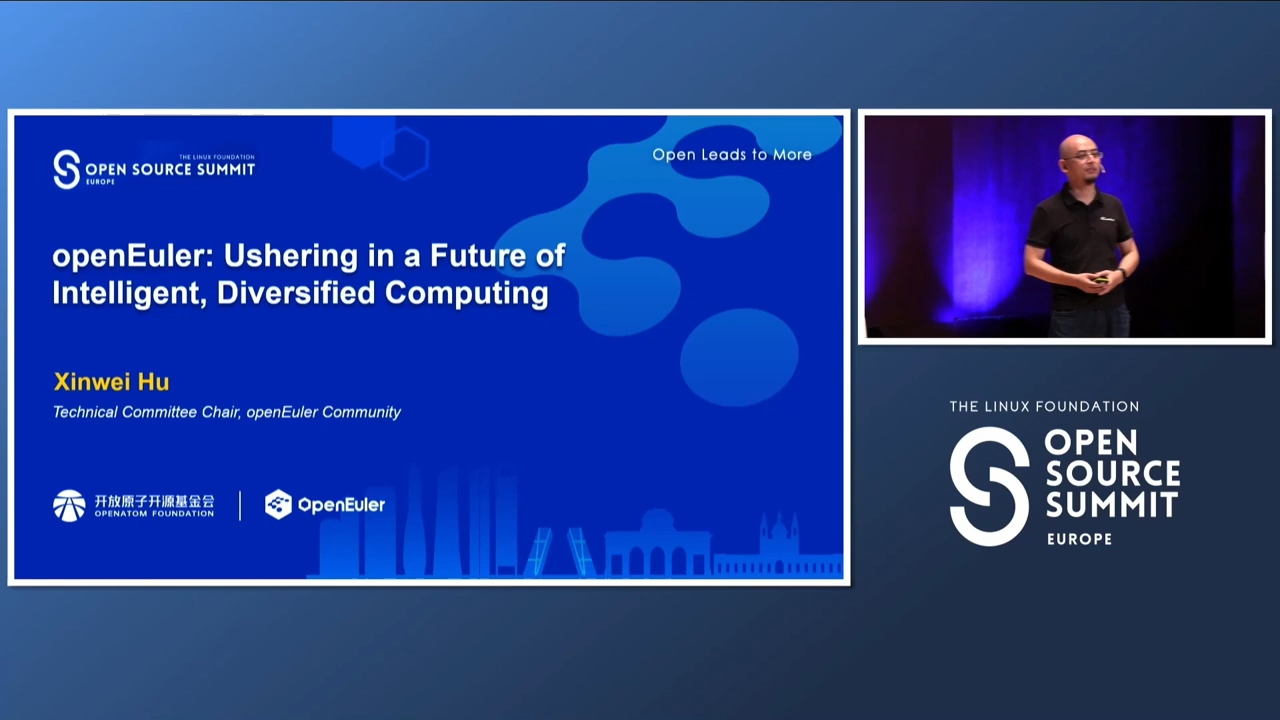 THE LINUX FOUNDATION
OPEN SOURCE SUMMIT
EUROPE
Open Leads to More
openEuler: Ushering in a Future of
Intelligent, Diversified Computing
Xinwei Hu
Technical Committee Chair, openEuler Community
开放原子开源基金会
OPENATOM FOUNDATION
OpenEuler
THE LINUX FOUNDATION
OPEN
SOURCE
SUMMIT
EUROPE